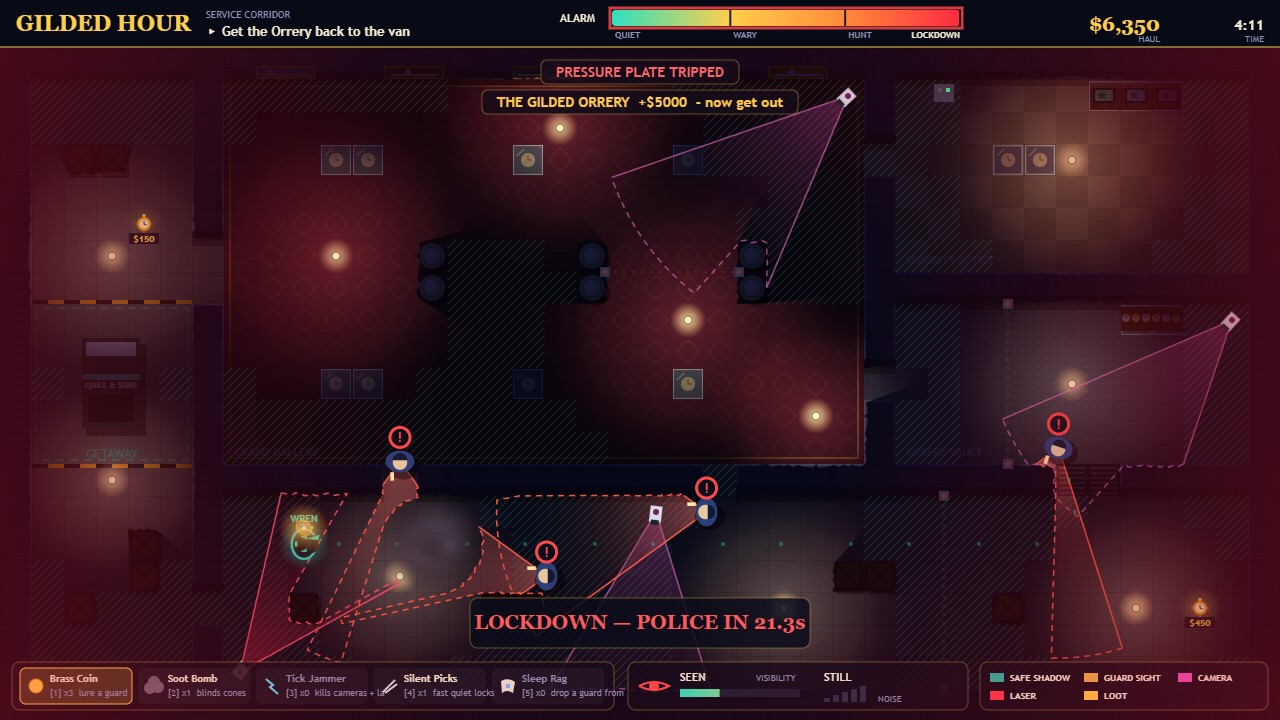 GILDED HOUR
SERVICE CORRIDOR
▸ Get the Orrery back to the van
ALARM
QUIET
WARY
HUNT
LOCKDOWN
$6,350
HAUL
4:11
TIME
PRESSURE PLATE TRIPPED
THE GILDED ORRERY +$5000 - now get out
$150
QUILL & SONS
GETAWAY
!
!
!
!
WREN
$450
LOCKDOWN — POLICE IN 21.3s
Brass Coin
[1] x3 lure a guard
Soot Bomb
[2] x1 blinds cones
Tick Jammer
[3] x0 kills cameras + la
Silent Picks
[4] x1 fast quiet locks
Sleep Rag
[5] x0 drop a guard from
SEEN
VISIBILITY
STILL
NOISE
SAFE SHADOW
GUARD SIGHT
CAMERA
LASER
LOOT